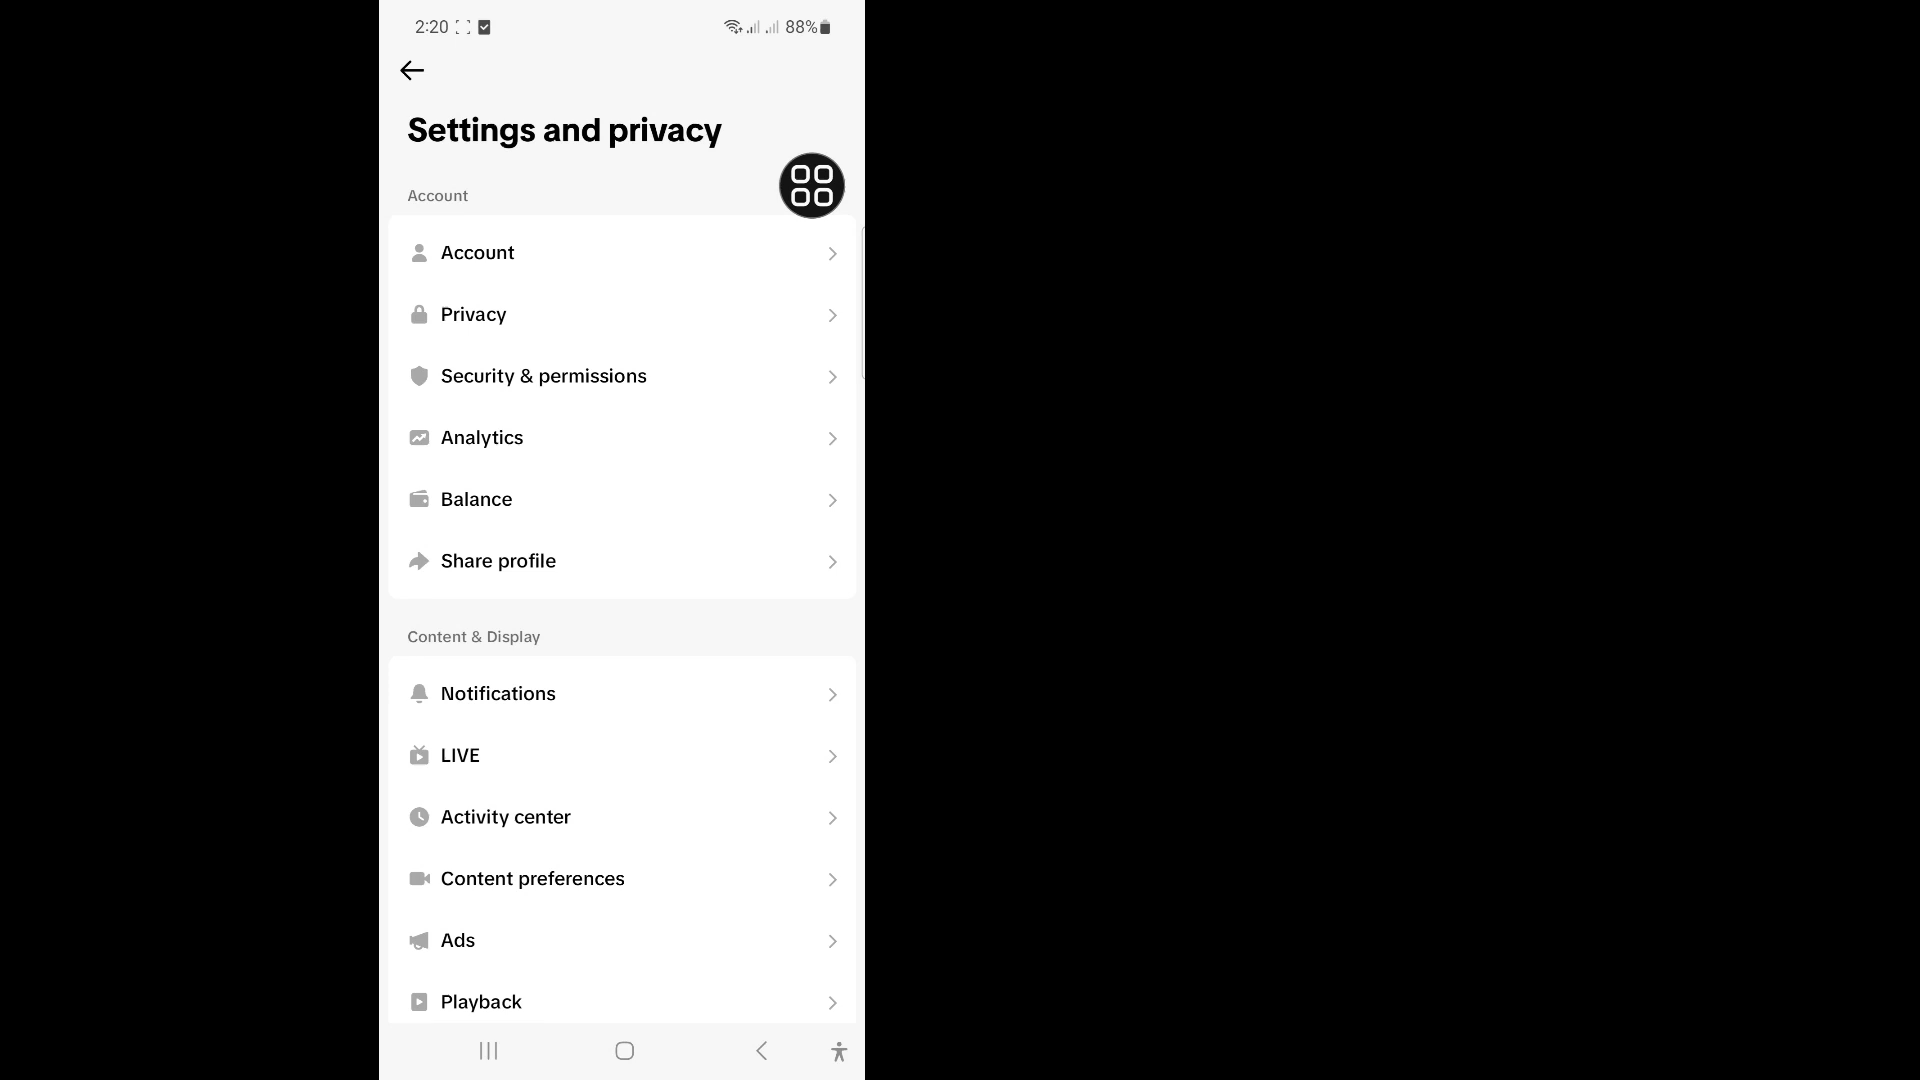 2:20 88%
Settings and privacy
Account
Account
Privacy
Security & permissions
Analytics
Balance
Share profile
Content & Display
Notifications
LIVE
Activity center
Content preferences
Ads
Playback